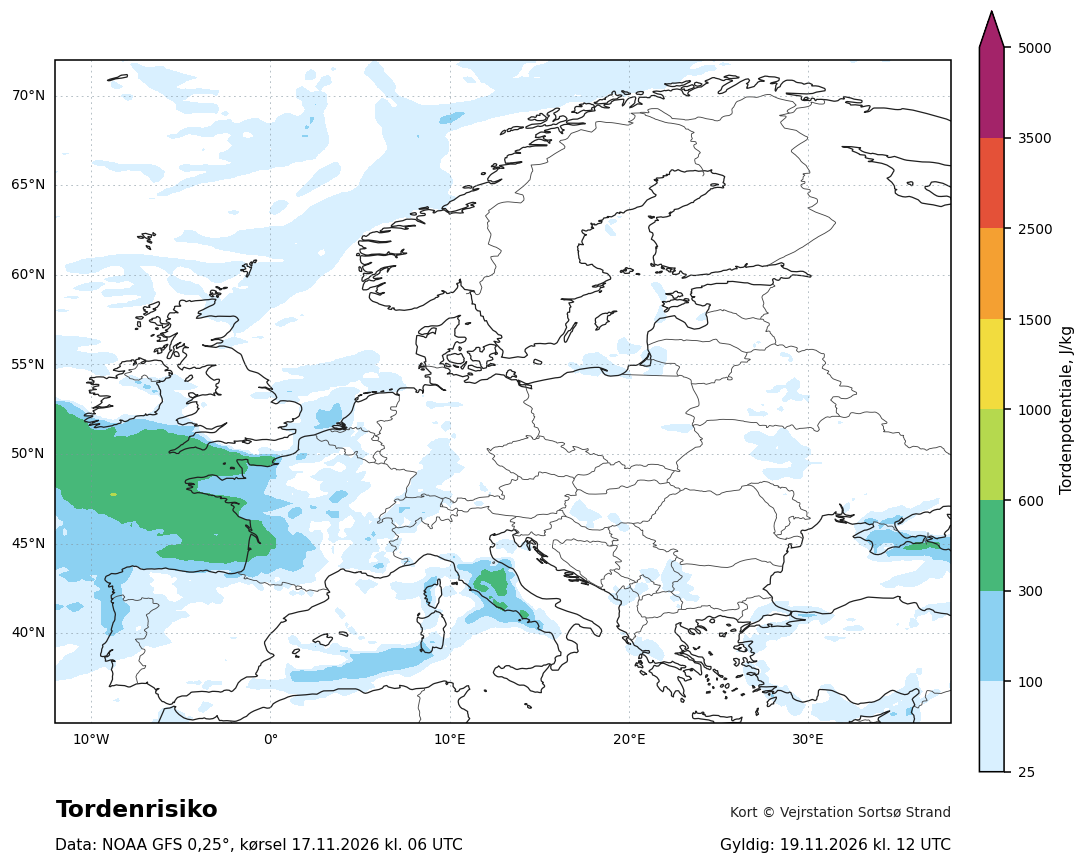 5000
3500
2500
1500
1000
600
300
100
25
Tordenpotentiale, J/kg
70°N
65°N
60°N
55°N
50°N
45°N
40°N
10°W
0°
10°E
20°E
30°E
Tordenrisiko
Kort © Vejrstation Sortsø Strand
Data: NOAA GFS 0,25°, kørsel 17.11.2026 kl. 06 UTC
Gyldig: 19.11.2026 kl. 12 UTC